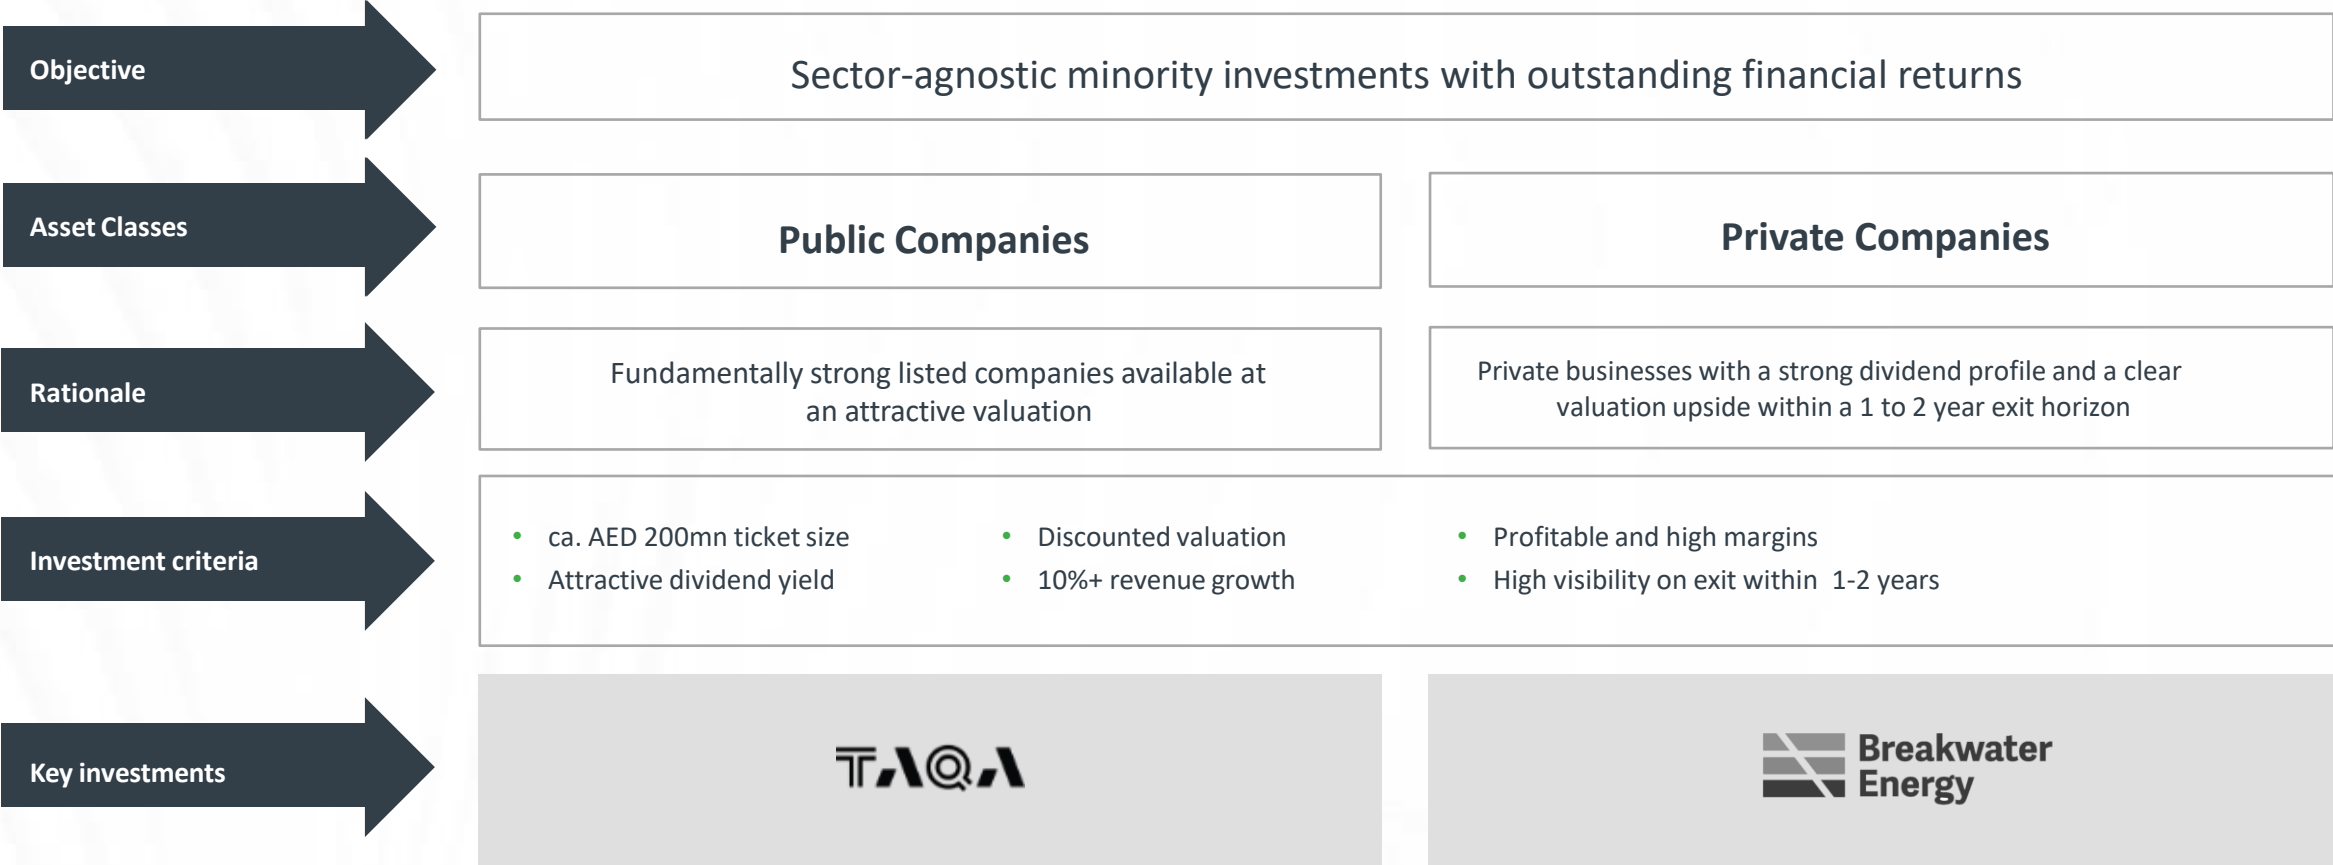 Objective
Sector-agnostic minority investments with outstanding financial returns
Asset Classes
Public Companies
Private Companies
Rationale
Fundamentally strong listed companies available at
an attractive valuation
Private businesses with a strong dividend profile and a clear
valuation upside within a 1 to 2 year exit horizon
Investment criteria
• ca. AED 200mn ticket size
• Attractive dividend yield
• Discounted valuation
• 10%+ revenue growth
• Profitable and high margins
• High visibility on exit within 1-2 years
Key investments
TAQA
Breakwater
Energy